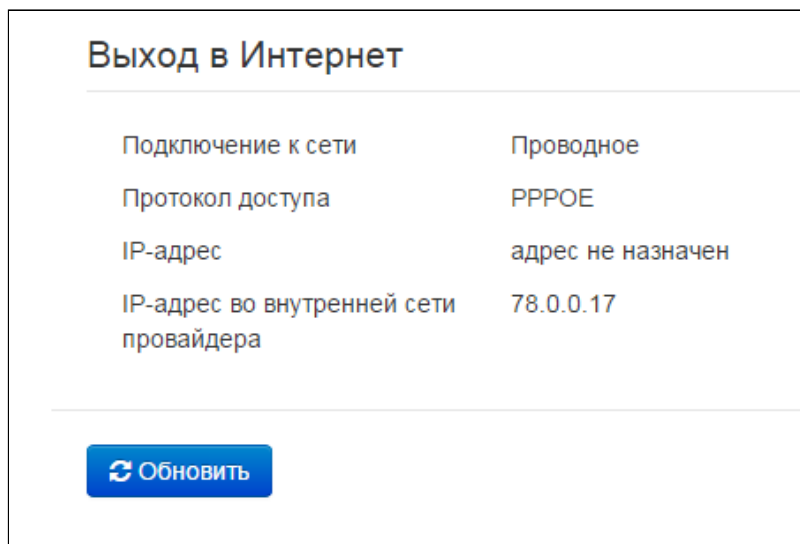 Выход в Интернет
Подключение к сети Проводное
Протокол доступа PPPOE
IP-адрес адрес не назначен
IP-адрес во внутренней сети 78.0.0.17
провайдера
Обновить